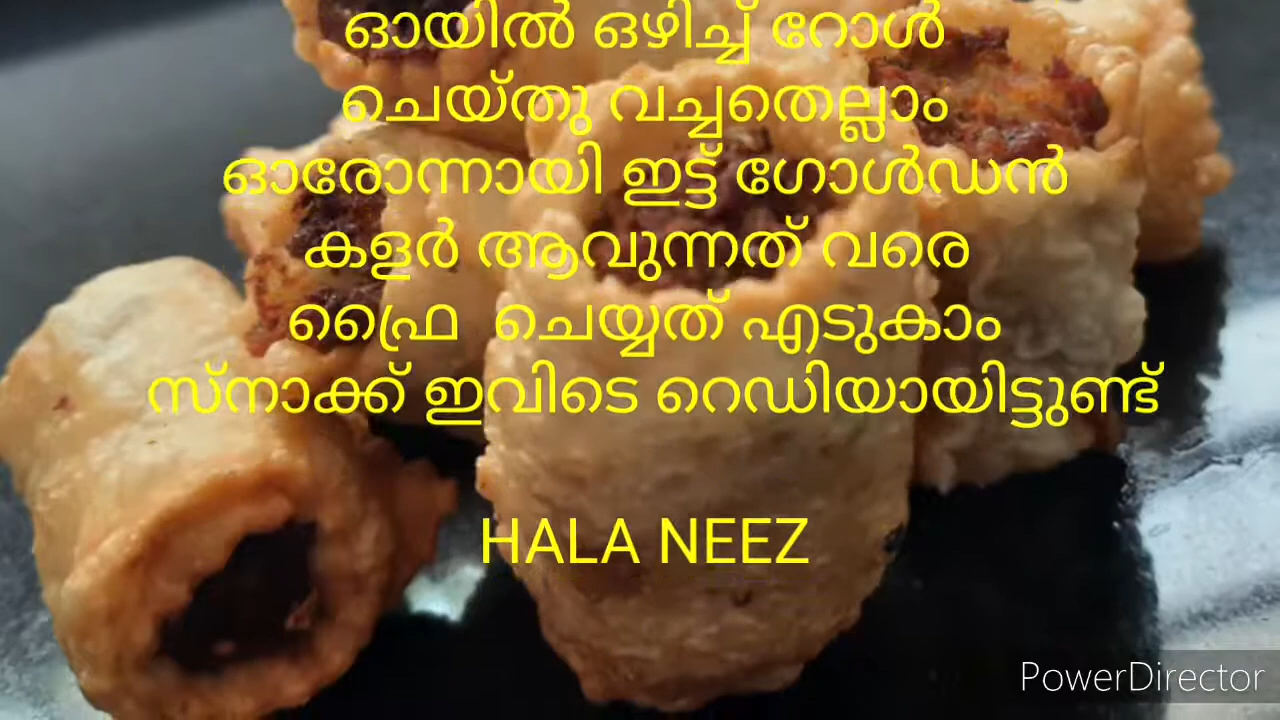 ഓയിൽ ഒഴിച്ച് റോൾ
ചെയ്തു വച്ചതെല്ലാം
ഓരോന്നായി ഇട്ട് ഗോൾഡൻ
കളർ ആവുന്നത് വരെ
ഫ്രൈ ചെയ്യത് എടുകാം
സ്നാക്ക് ഇവിടെ റെഡിയായിട്ടുണ്ട്
HALA NEEZ
PowerDirector